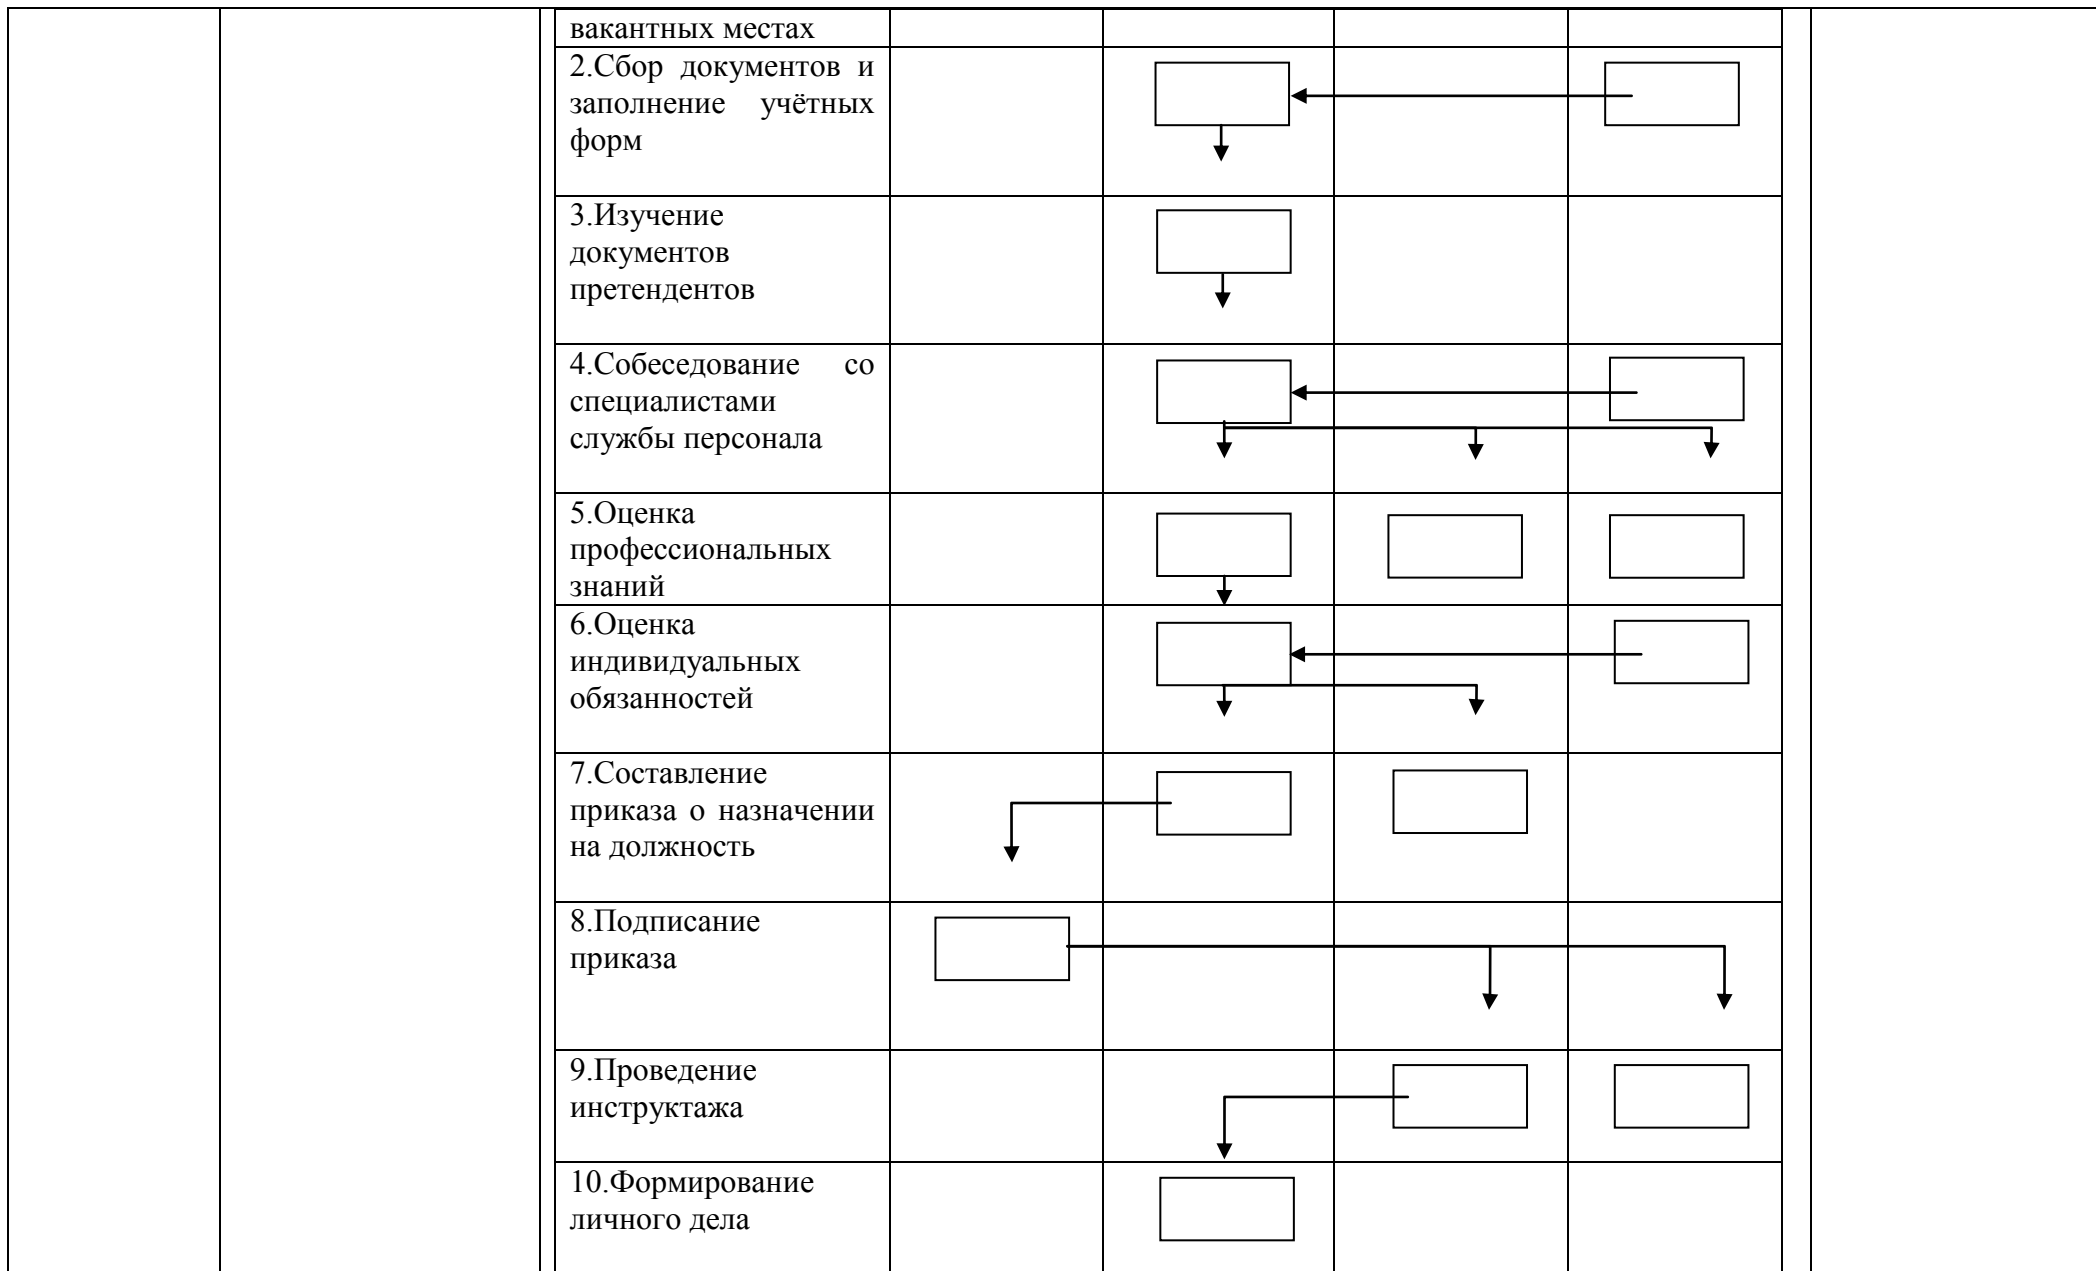 вакантных местах
2.Сбор документов и
заполнение учётных
форм
3.Изучение
документов
претендентов
4.Собеседование со
специалистами
службы персонала
5.Оценка
профессиональных
знаний
6.Оценка
индивидуальных
обязанностей
7.Составление
приказа о назначении
на должность
8.Подписание
приказа
9.Проведение
инструктажа
10.Формирование
личного дела